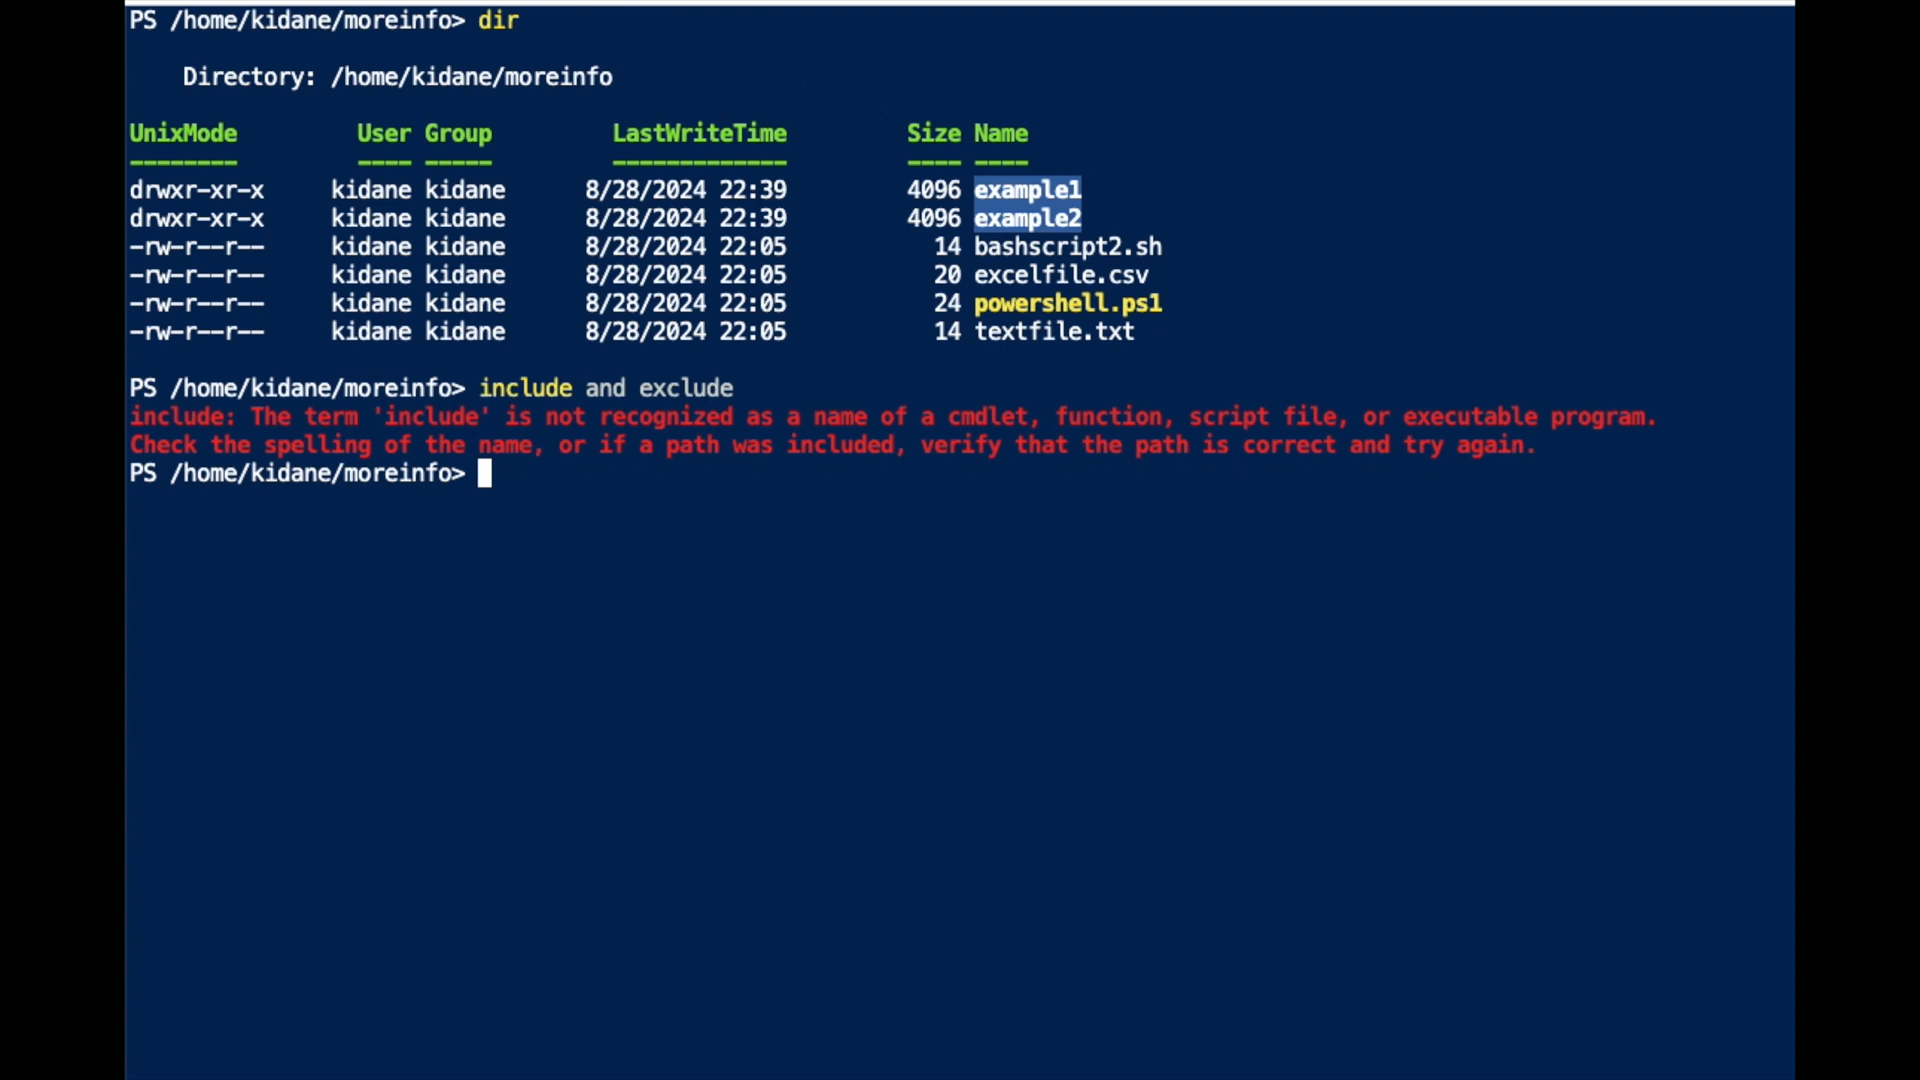 PS /home/kidane/moreinfo> dir
Directory: /home/kidane/moreinfo
UnixMode         User Group         LastWriteTime         Size Name
--------         ---- -----         -------------         ---- ----
drwxr-xr-x     kidane kidane      8/28/2024 22:39         4096 example1
drwxr-xr-x     kidane kidane      8/28/2024 22:39         4096 example2
-rw-r--r--     kidane kidane      8/28/2024 22:05           14 bashscript2.sh
-rw-r--r--     kidane kidane      8/28/2024 22:05           20 excelfile.csv
-rw-r--r--     kidane kidane      8/28/2024 22:05           24 powershell.ps1
-rw-r--r--     kidane kidane      8/28/2024 22:05           14 textfile.txt
PS /home/kidane/moreinfo> include and exclude
include: The term 'include' is not recognized as a name of a cmdlet, function, script file, or executable program.
Check the spelling of the name, or if a path was included, verify that the path is correct and try again.
PS /home/kidane/moreinfo>